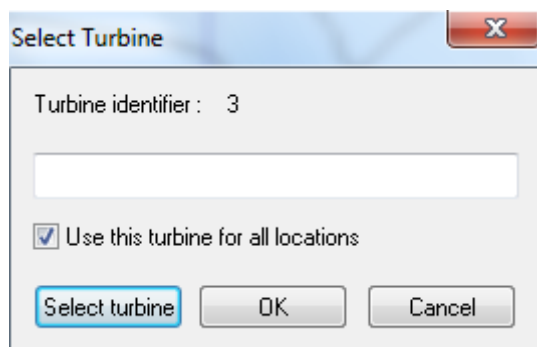 Select Turbine
Turbine identifier : 3
Use this turbine for all locations
Select turbine OK Cancel